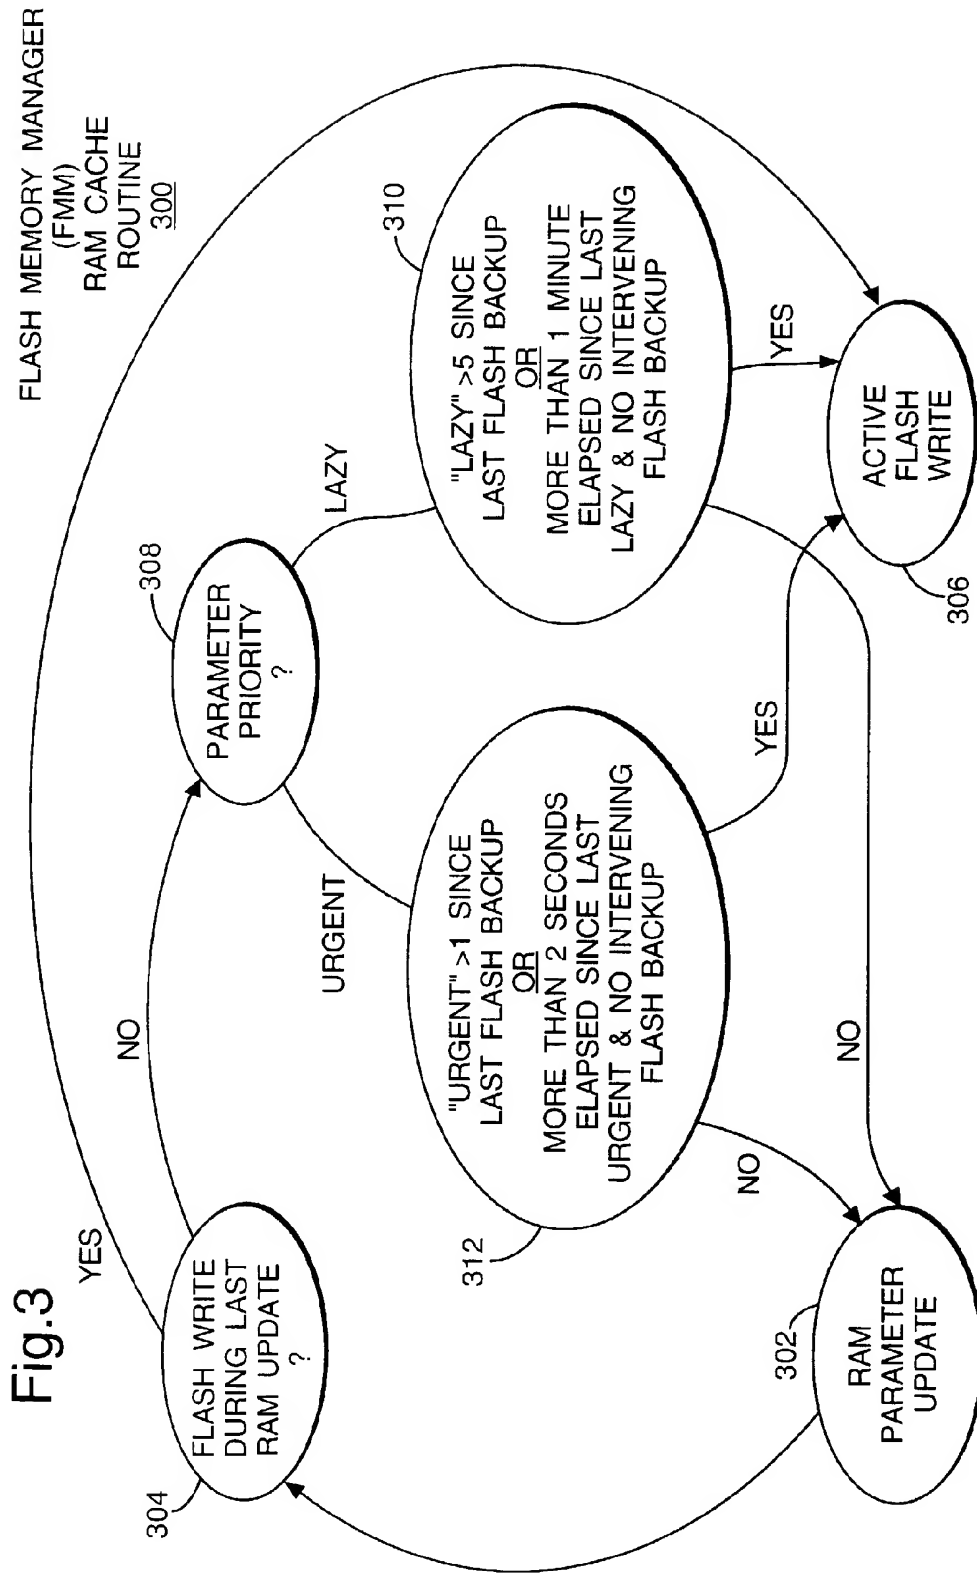 Fig.3
FLASH MEMORY MANAGER
(FMM)
RAM CACHE
ROUTINE
300
YES
FLASH WRITE
DURING LAST
RAM UPDATE
?
304
NO
PARAMETER
PRIORITY
?
308
URGENT
LAZY
"URGENT" >1 SINCE
LAST FLASH BACKUP
OR
MORE THAN 2 SECONDS
ELAPSED SINCE LAST
URGENT & NO INTERVENING
FLASH BACKUP
312
"LAZY" >5 SINCE
LAST FLASH BACKUP
OR
MORE THAN 1 MINUTE
ELAPSED SINCE LAST
LAZY & NO INTERVENING
FLASH BACKUP
310
NO
YES
YES
NO
RAM
PARAMETER
UPDATE
302
ACTIVE
FLASH
WRITE
306